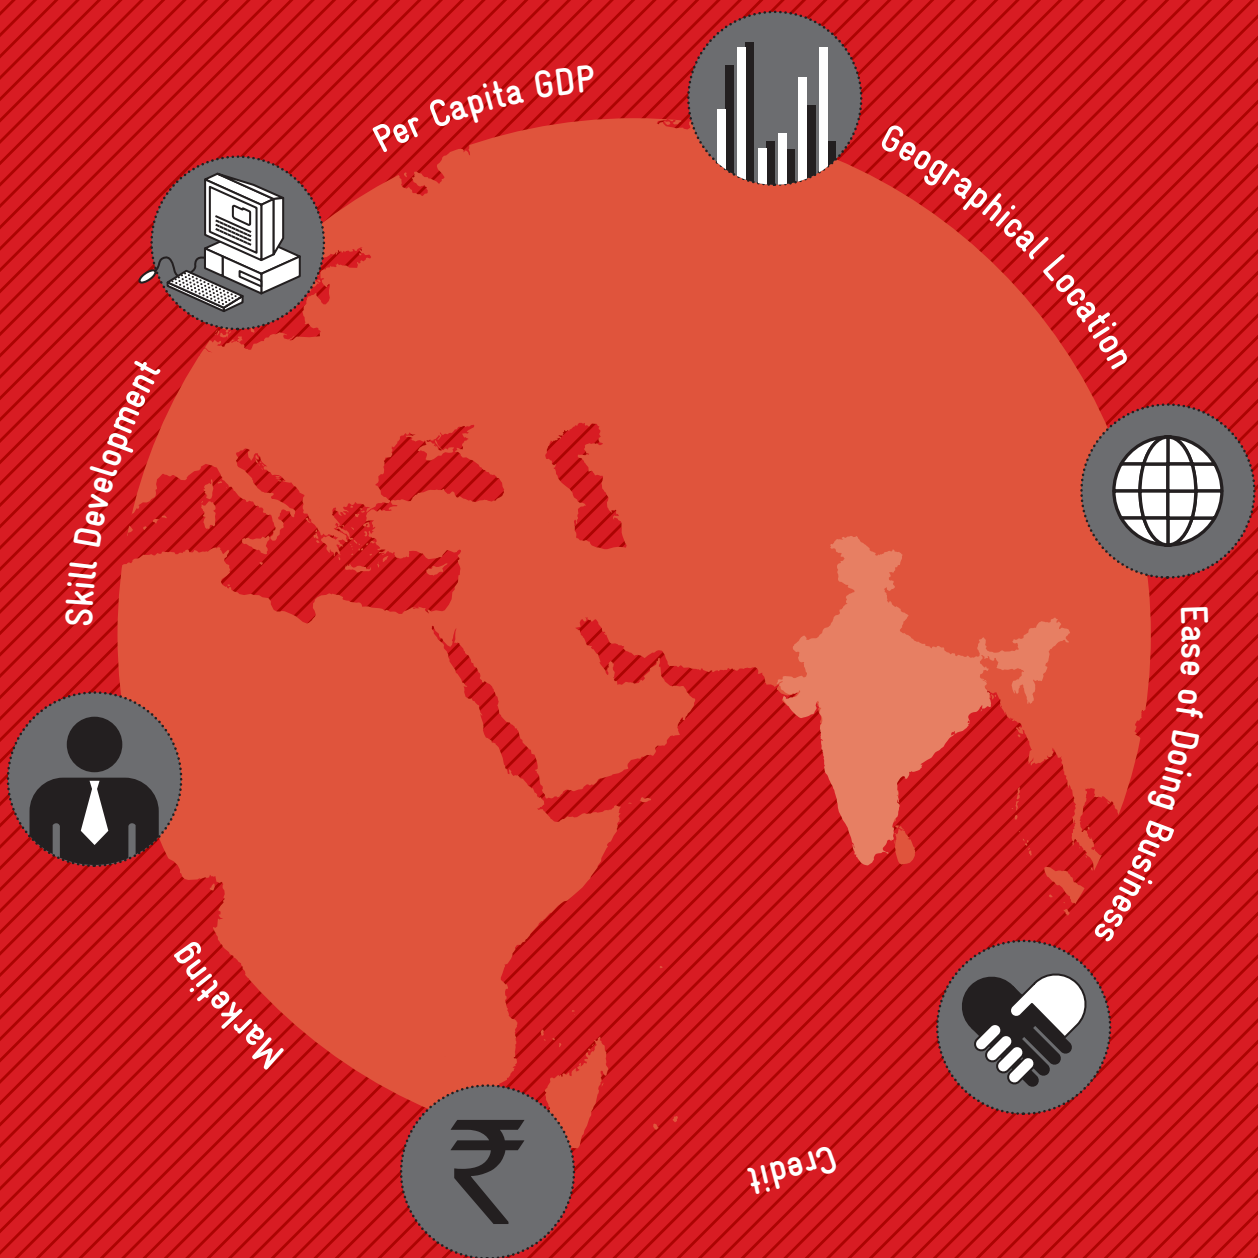 Per Capita GDP
Geographical Location
Ease of Doing Business
Credit
Marketing
Skill Development
₹